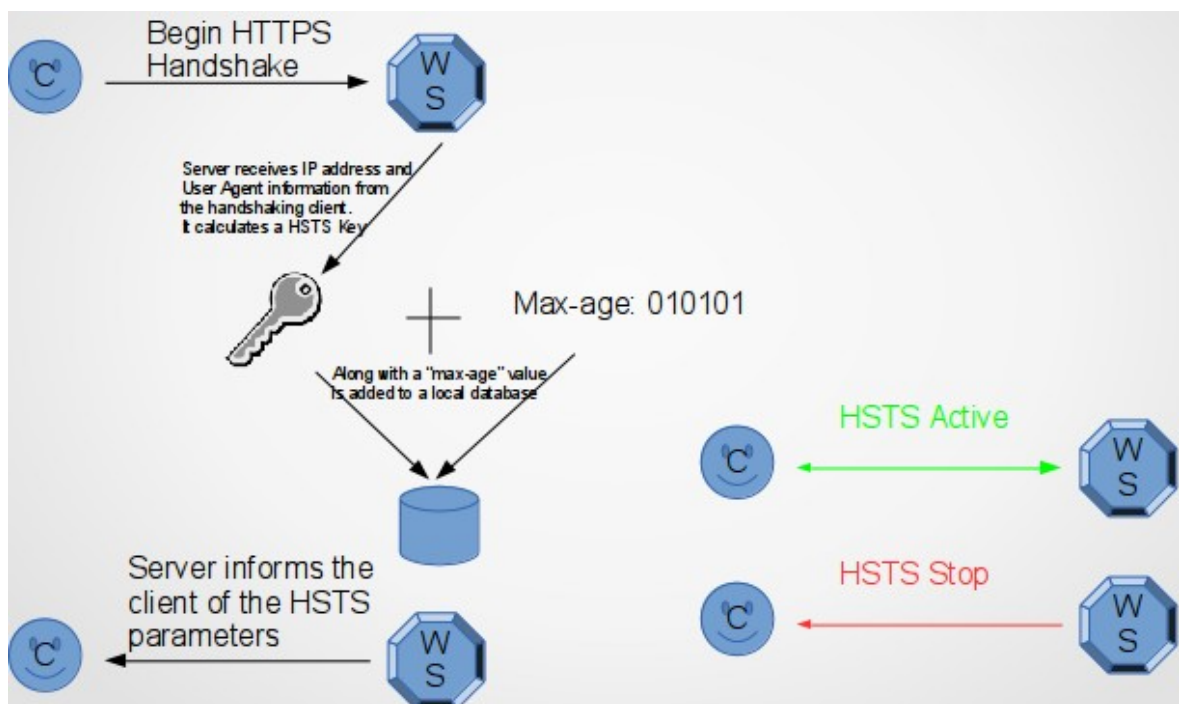 Begin HTTPS
Handshake
C
W
S
Server receives IP address and
User Agent information from
the handshaking client.
It calculates a HSTS Key
Max-age: 010101
Along with a "max-age" value
is added to a local database
HSTS Active
C
W
S
Server informs the
client of the HSTS
parameters
C
W
S
HSTS Stop
C
W
S